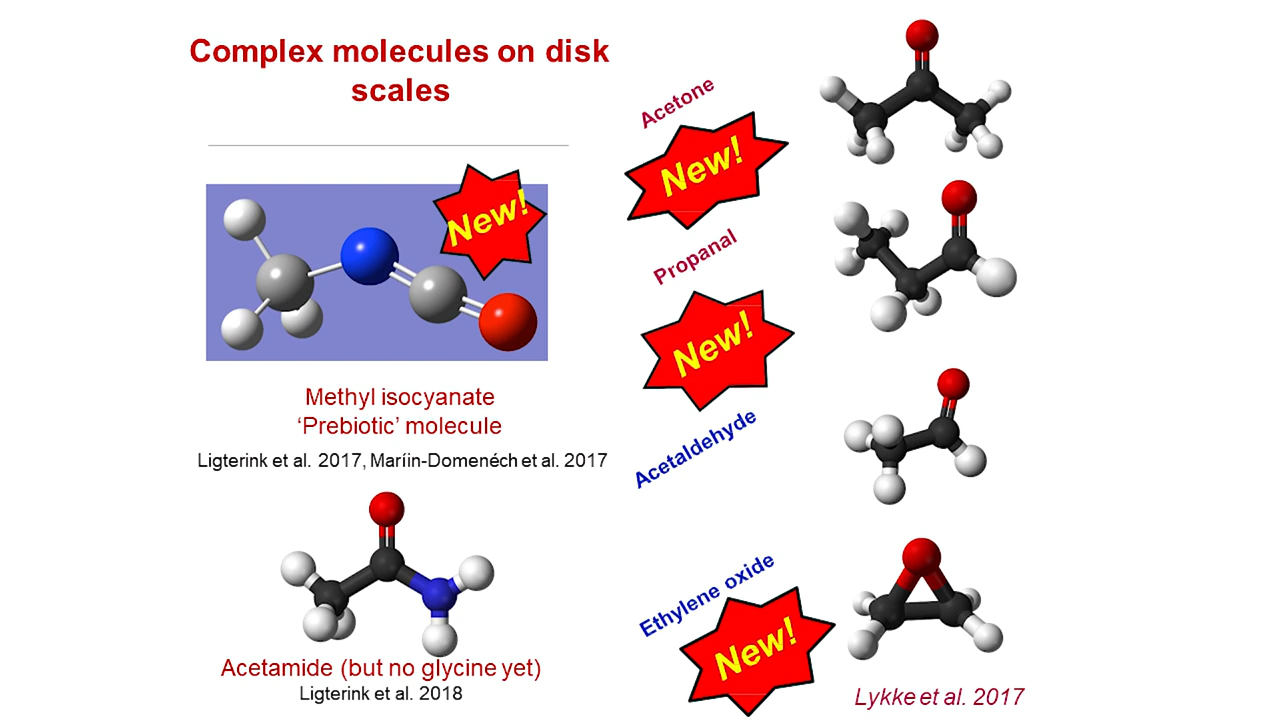 Complex molecules on disk
scales
New!
Methyl isocyanate
‘Prebiotic’ molecule
Ligterink et al. 2017, Maríin-Domenéch et al. 2017
Acetamide (but no glycine yet)
Ligterink et al. 2018
Acetone
New!
Propanal
New!
Acetaldehyde
Ethylene oxide
New!
Lykke et al. 2017